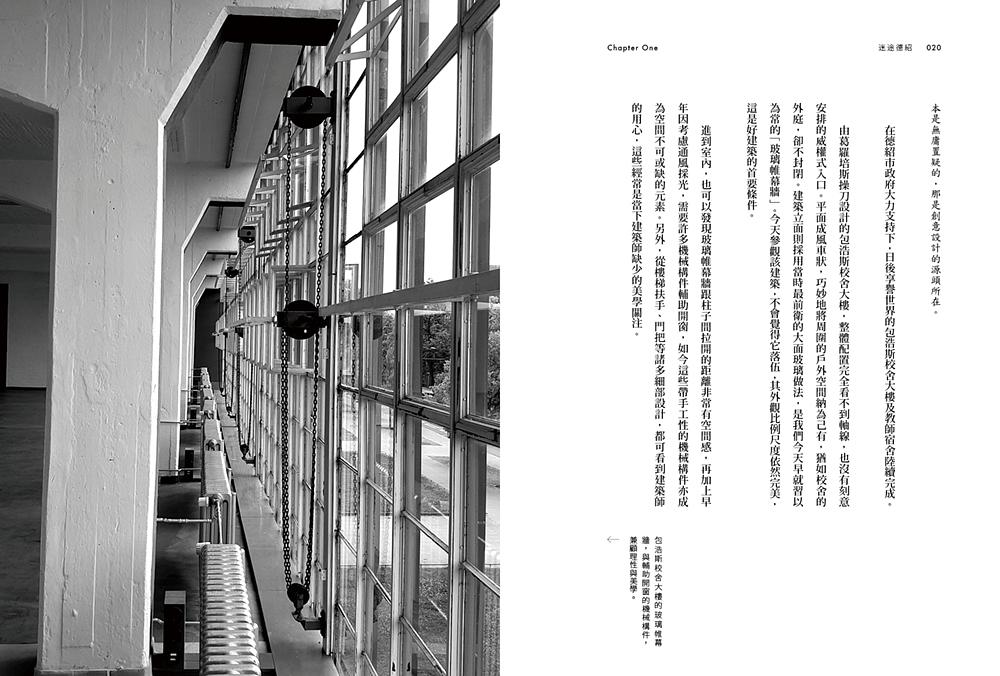 Chapter One
迷途德紹 020
本是無庸置疑的，那是創意設計的源頭所在。
在德紹市政府大力支持下，日後享譽世界的包浩斯校舍大樓及教師宿舍陸續完成。
由葛羅培斯操刀設計的包浩斯校舍大樓，整體配置完全看不到軸線，也沒有刻意
安排的威權式入口。平面成風車狀，巧妙地將周圍的戶外空間納為己有，猶如校舍的
外庭，卻不封閉。建築立面則採用當時最前衛的大面玻璃做法，是我們今天早就習以
為常的「玻璃帷幕牆」。今天參觀該建築，不會覺得它落伍，其外觀比例尺度依然完美，
這是好建築的首要條件。
進到室內，也可以發現玻璃帷幕牆跟柱子間拉開的距離非常有空間感，再加上早
年因考慮通風採光，需要許多機械構件輔助開窗，如今這些帶手工性的機械構件亦成
為空間不可或缺的元素。另外，從樓梯扶手、門把等諸多細部設計，都可看到建築師
的用心，這些經常是當下建築師缺少的美學關注。
包浩斯校舍大樓的玻璃帷幕
牆，與輔助開窗的機械構件，
兼顧理性與美學。